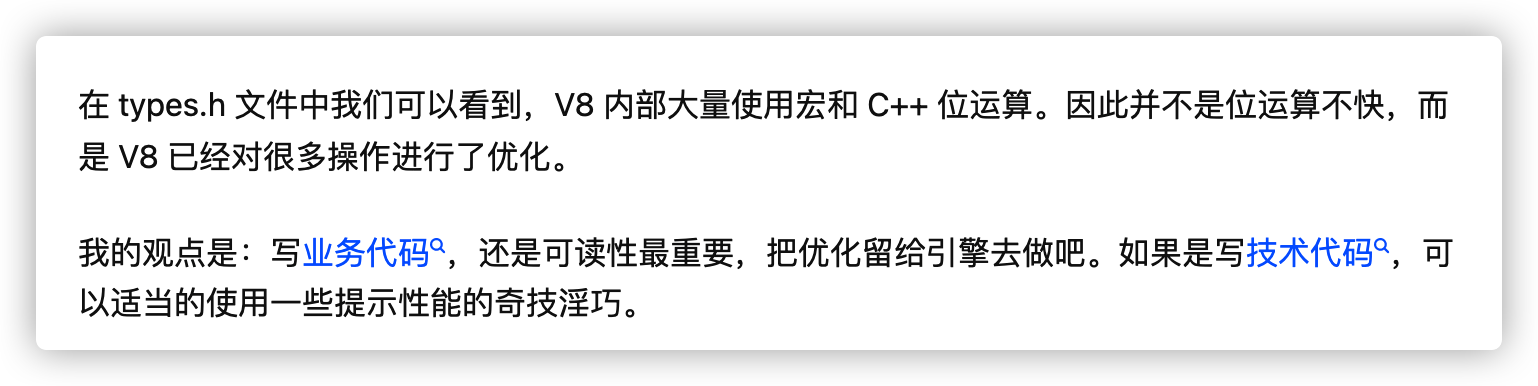 在 types.h 文件中我们可以看到，V8 内部大量使用宏和 C++ 位运算。因此并不是位运算不快，而
是 V8 已经对很多操作进行了优化。
我的观点是：写业务代码，还是可读性最重要，把优化留给引擎去做吧。如果是写技术代码，可
以适当的使用一些提示性能的奇技淫巧。